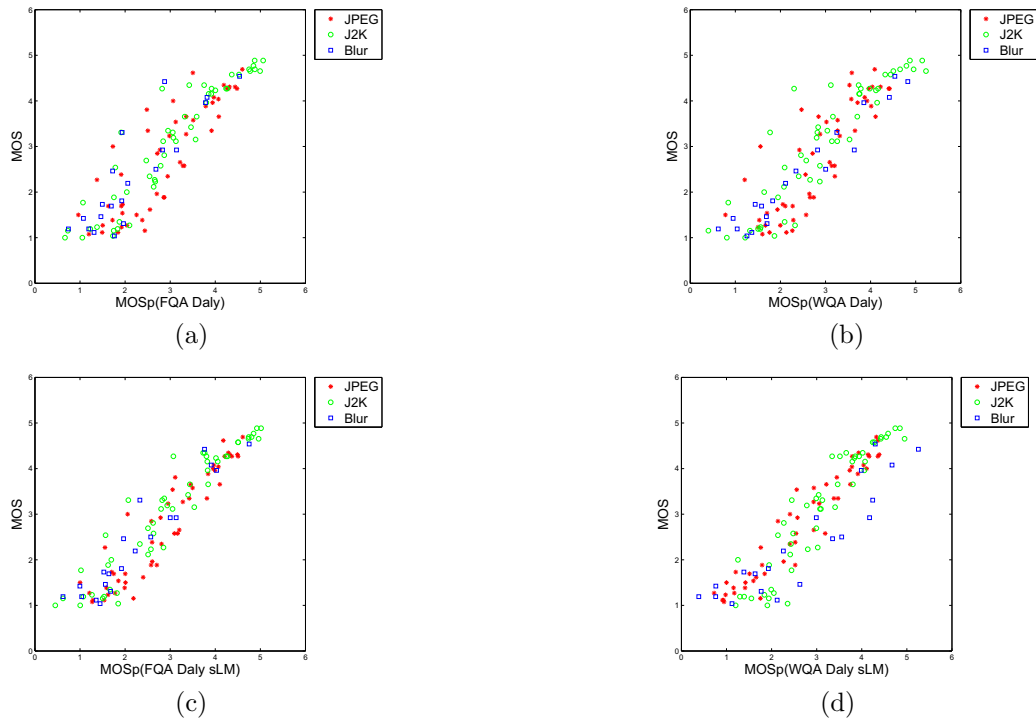 6
5
4
3
2
1
0
MOS
0 1 2 3 4 5 6
MOSp(FQA Daly)
JPEG
J2K
Blur
(a)
6
5
4
3
2
1
0
MOS
0 1 2 3 4 5 6
MOSp(WQA Daly)
JPEG
J2K
Blur
(b)
6
5
4
3
2
1
0
MOS
0 1 2 3 4 5 6
MOSp(FQA Daly sLM)
JPEG
J2K
Blur
(c)
6
5
4
3
2
1
0
MOS
0 1 2 3 4 5 6
MOSp(WQA Daly sLM)
JPEG
J2K
Blur
(d)